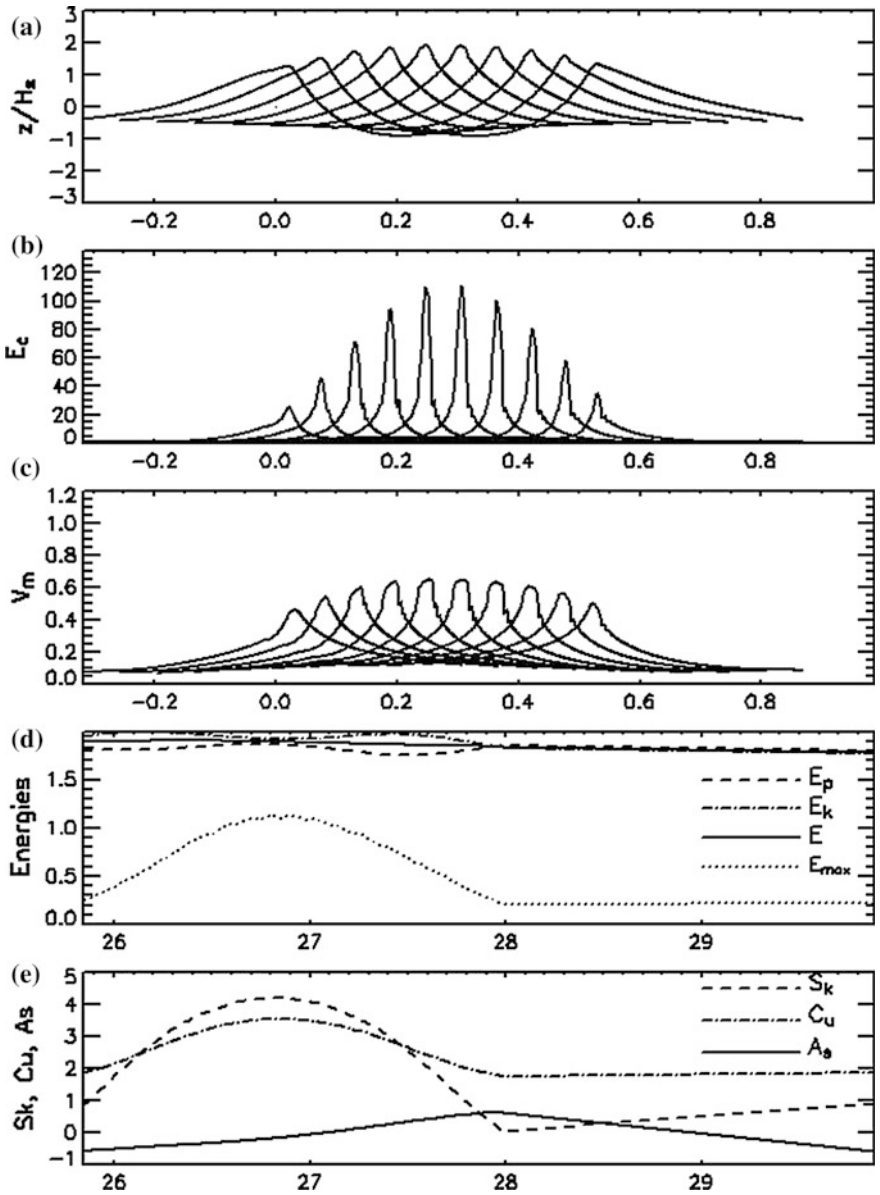 (a)
3
2
1
0
-1
-2
-3
z/Hs
-0.2 0.0 0.2 0.4 0.6 0.8
(b)
120
100
80
60
40
20
0
Ec
-0.2 0.0 0.2 0.4 0.6 0.8
(c)
1.2
1.0
0.8
0.6
0.4
0.2
0.0
Vm
-0.2 0.0 0.2 0.4 0.6 0.8
(d)
1.5
1.0
0.5
0.0
Energies
Ep
Ek
E
Emax
26 27 28 29
(e)
5
4
3
2
1
0
-1
Sk, Cu, As
Sk
Cu
As
26 27 28 29